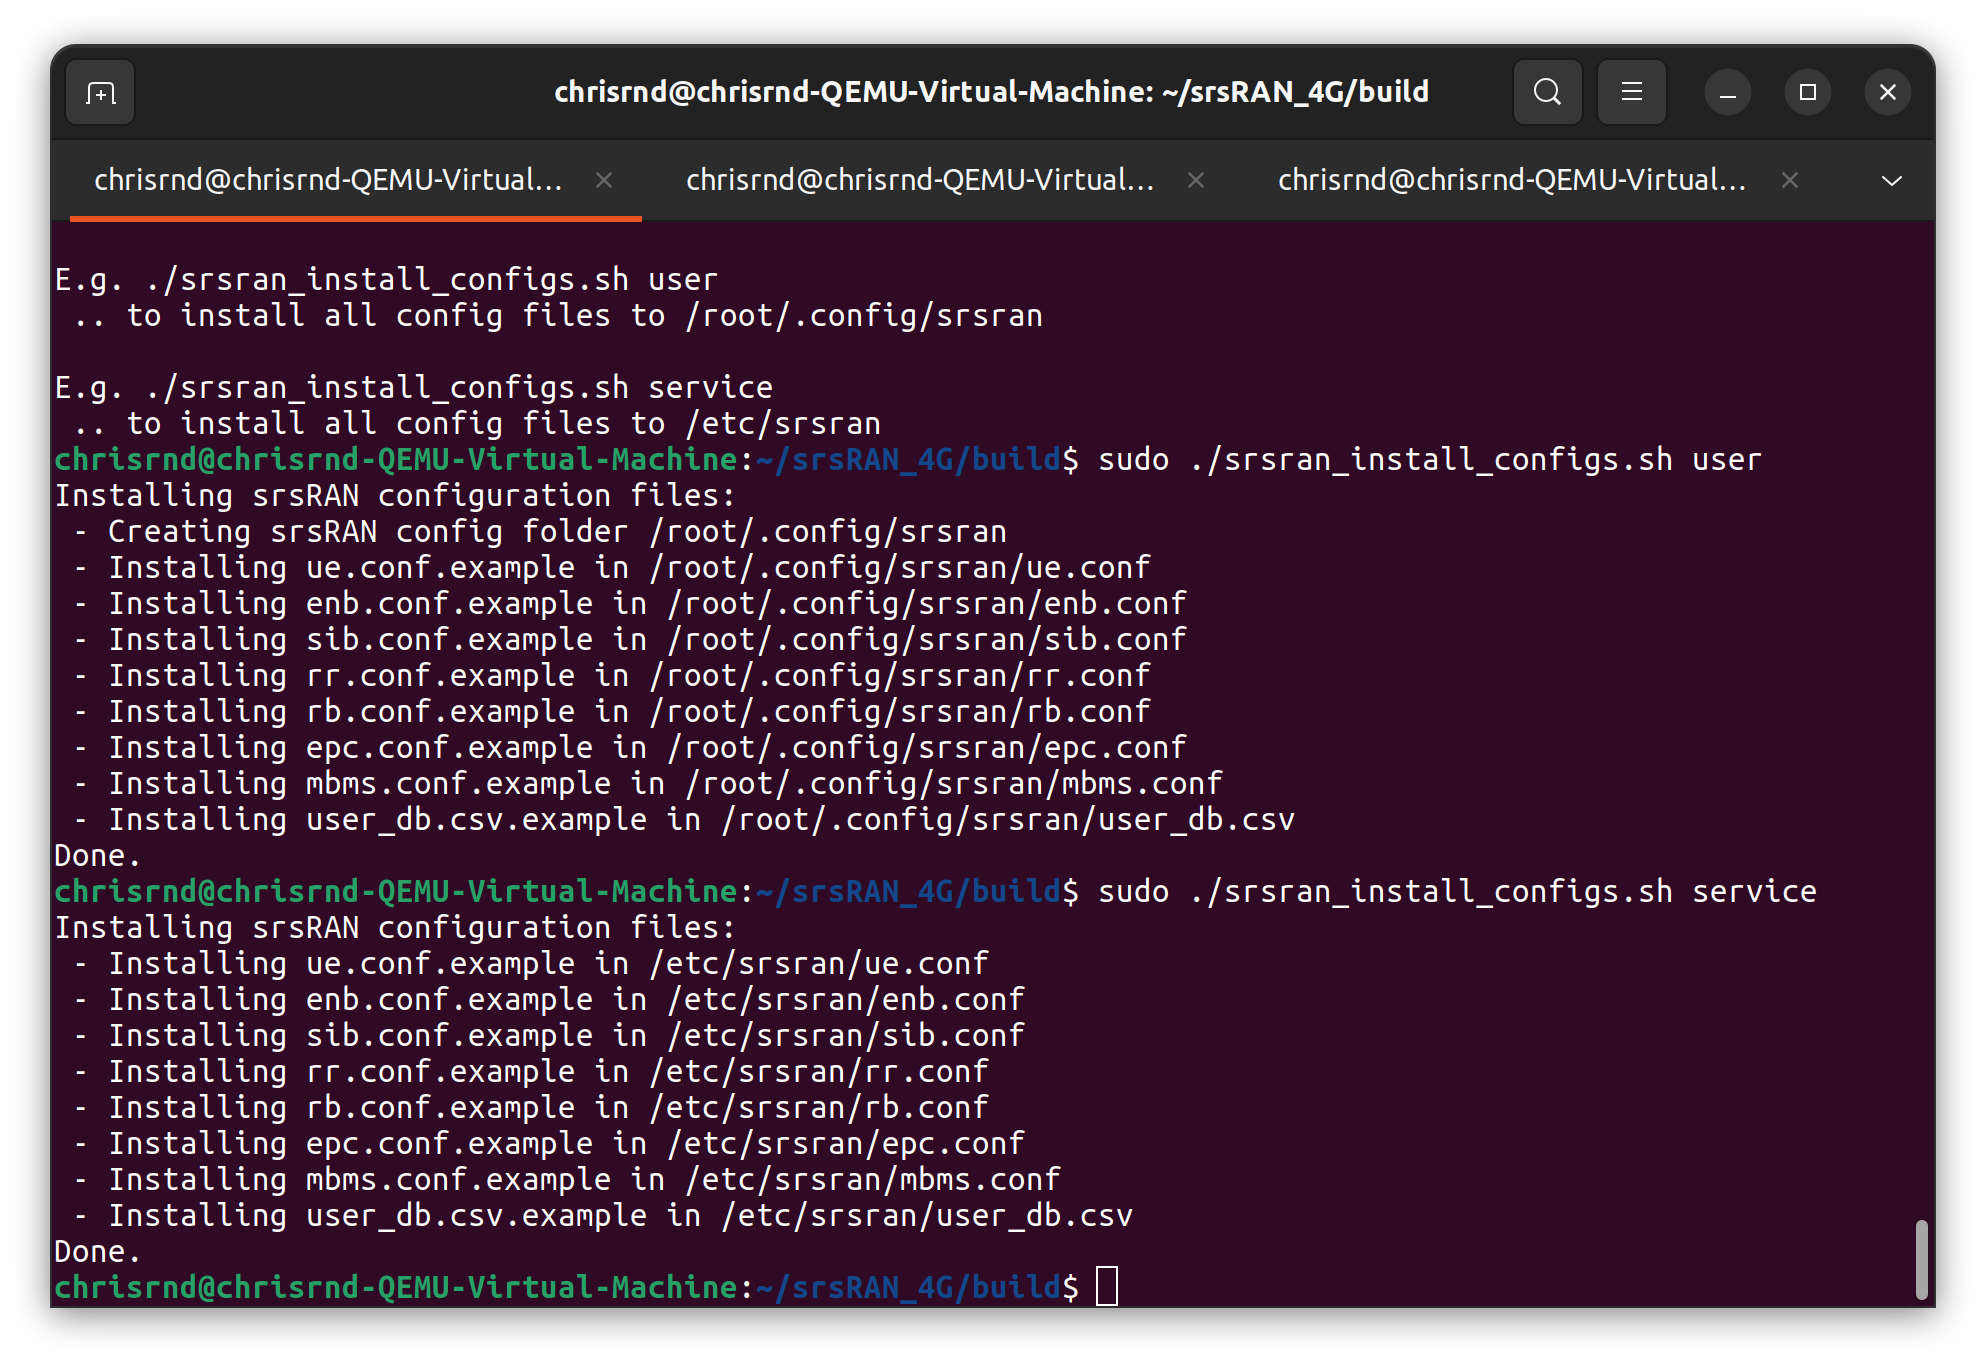 chrisrnd@chrisrnd-QEMU-Virtual-Machine: ~/srsRAN_4G/build
chrisrnd@chrisrnd-QEMU-Virtual... chrisrnd@chrisrnd-QEMU-Virtual... chrisrnd@chrisrnd-QEMU-Virtual...
E.g. ./srsran_install_configs.sh user
 .. to install all config files to /root/.config/srsran
E.g. ./srsran_install_configs.sh service
 .. to install all config files to /etc/srsran
chrisrnd@chrisrnd-QEMU-Virtual-Machine:~/srsRAN_4G/build$ sudo ./srsran_install_configs.sh user
Installing srsRAN configuration files:
 - Creating srsRAN config folder /root/.config/srsran
 - Installing ue.conf.example in /root/.config/srsran/ue.conf
 - Installing enb.conf.example in /root/.config/srsran/enb.conf
 - Installing sib.conf.example in /root/.config/srsran/sib.conf
 - Installing rr.conf.example in /root/.config/srsran/rr.conf
 - Installing rb.conf.example in /root/.config/srsran/rb.conf
 - Installing epc.conf.example in /root/.config/srsran/epc.conf
 - Installing mbms.conf.example in /root/.config/srsran/mbms.conf
 - Installing user_db.csv.example in /root/.config/srsran/user_db.csv
Done.
chrisrnd@chrisrnd-QEMU-Virtual-Machine:~/srsRAN_4G/build$ sudo ./srsran_install_configs.sh service
Installing srsRAN configuration files:
 - Installing ue.conf.example in /etc/srsran/ue.conf
 - Installing enb.conf.example in /etc/srsran/enb.conf
 - Installing sib.conf.example in /etc/srsran/sib.conf
 - Installing rr.conf.example in /etc/srsran/rr.conf
 - Installing rb.conf.example in /etc/srsran/rb.conf
 - Installing epc.conf.example in /etc/srsran/epc.conf
 - Installing mbms.conf.example in /etc/srsran/mbms.conf
 - Installing user_db.csv.example in /etc/srsran/user_db.csv
Done.
chrisrnd@chrisrnd-QEMU-Virtual-Machine:~/srsRAN_4G/build$